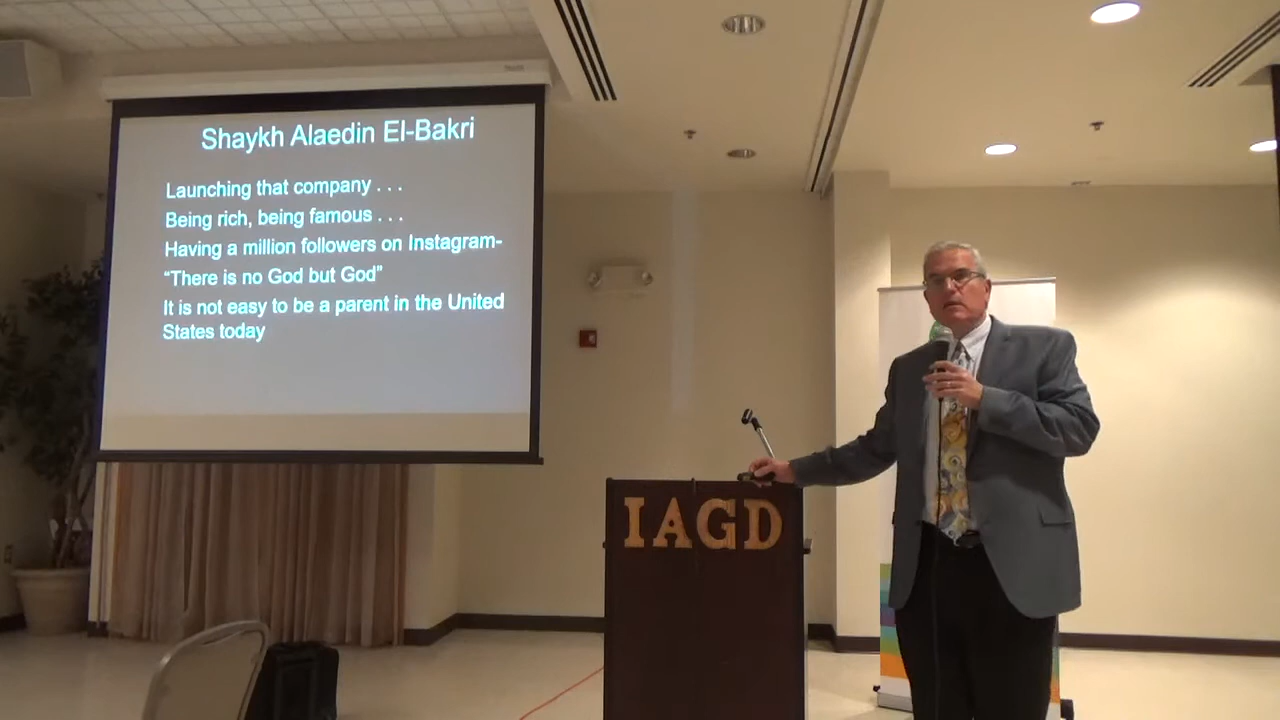 Shaykh Alaedin El-Bakri
Launching that company . . .
Being rich, being famous . . .
Having a million followers on Instagram-
“There is no God but God”
It is not easy to be a parent in the United
States today
IAGD